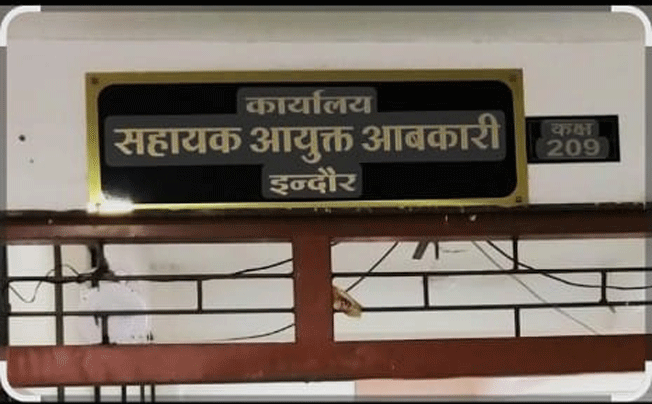 कार्यालय
सहायक आयुक्त आबकारी
इन्दौर
कक्ष
209